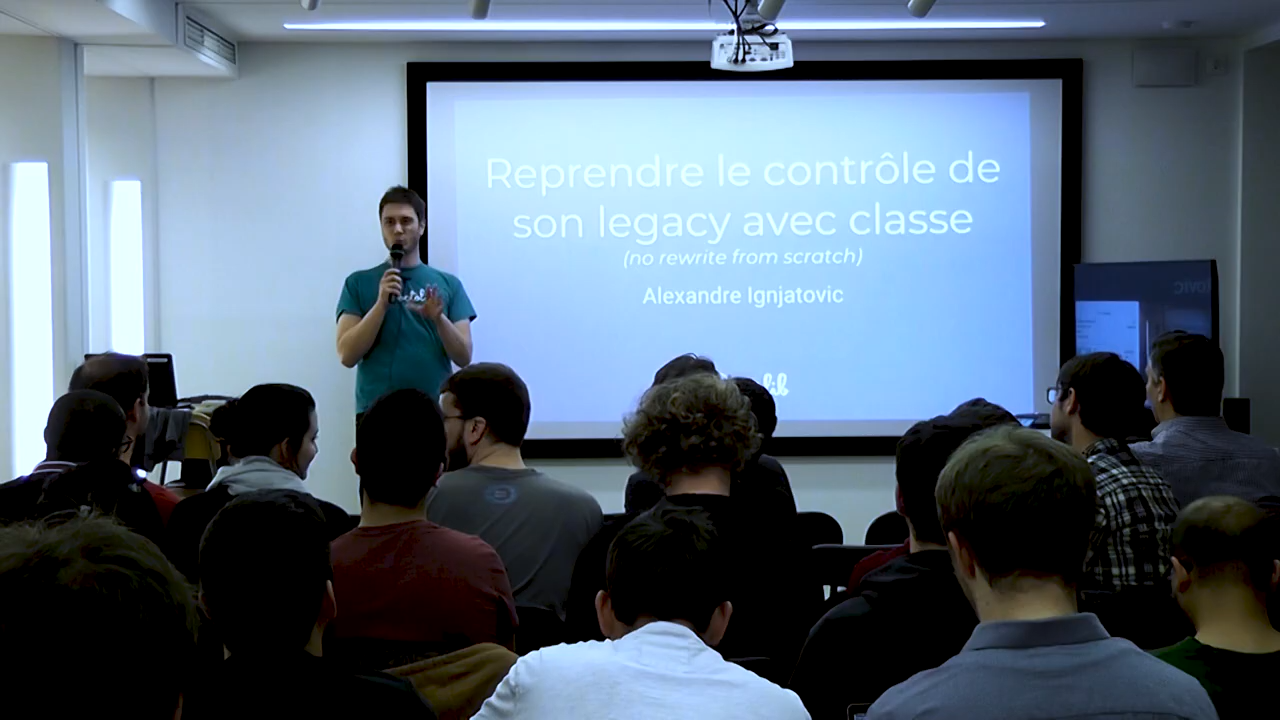 Reprendre le contrôle de
son legacy avec classe
(no rewrite from scratch)
Alexandre Ignjatovic